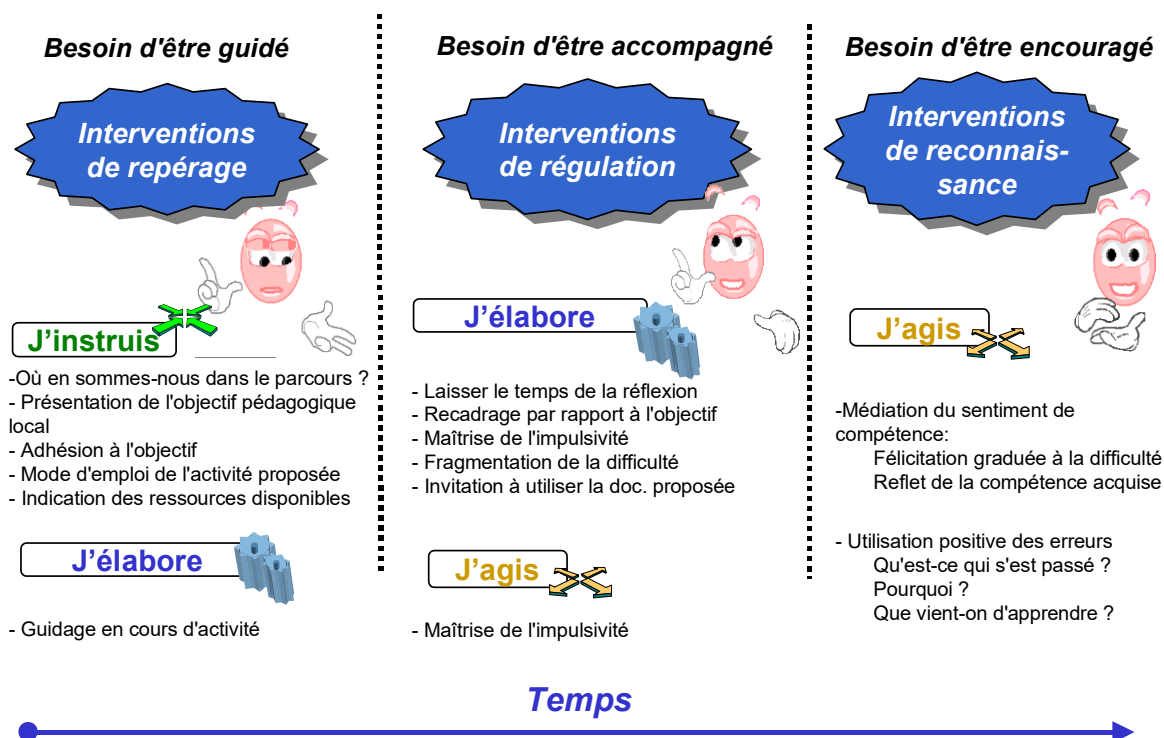 Besoin d'être guidé
Interventions
de repérage
J'instruis
-Où en sommes-nous dans le parcours ?
- Présentation de l'objectif pédagogique
local
- Adhésion à l'objectif
- Mode d'emploi de l'activité proposée
- Indication des ressources disponibles
J'élabore
- Guidage en cours d'activité
Besoin d'être accompagné
Interventions
de régulation
J'élabore
- Laisser le temps de la réflexion
- Recadrage par rapport à l'objectif
- Maîtrise de l'impulsivité
- Fragmentation de la difficulté
- Invitation à utiliser la doc. proposée
J'agis
- Maîtrise de l'impulsivité
Besoin d'être encouragé
Interventions
de reconnais-
sance
J'agis
-Médiation du sentiment de
compétence:
Félicitation graduée à la difficulté
Reflet de la compétence acquise
- Utilisation positive des erreurs
Qu'est-ce qui s'est passé ?
Pourquoi ?
Que vient-on d'apprendre ?
Temps